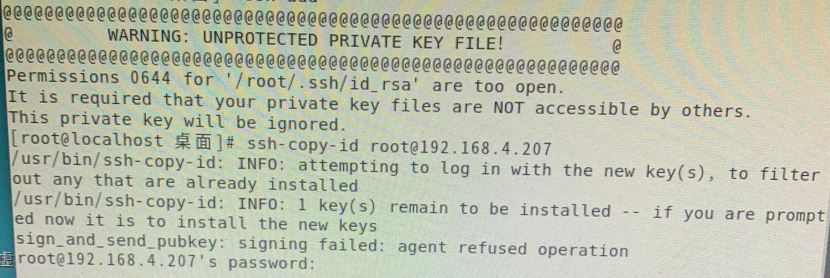 @@@@@@@@@@@@@@@@@@@@@@@@@@@@@@@@@@@@@@@@@@@@@@@@@@@@@@@@@@@
@         WARNING: UNPROTECTED PRIVATE KEY FILE!          @
@@@@@@@@@@@@@@@@@@@@@@@@@@@@@@@@@@@@@@@@@@@@@@@@@@@@@@@@@@@
Permissions 0644 for '/root/.ssh/id_rsa' are too open.
It is required that your private key files are NOT accessible by others.
This private key will be ignored.
[root@localhost 桌面]# ssh-copy-id root@192.168.4.207
/usr/bin/ssh-copy-id: INFO: attempting to log in with the new key(s), to filter
out any that are already installed
/usr/bin/ssh-copy-id: INFO: 1 key(s) remain to be installed -- if you are prompt
ed now it is to install the new keys
sign_and_send_pubkey: signing failed: agent refused operation
root@192.168.4.207's password: